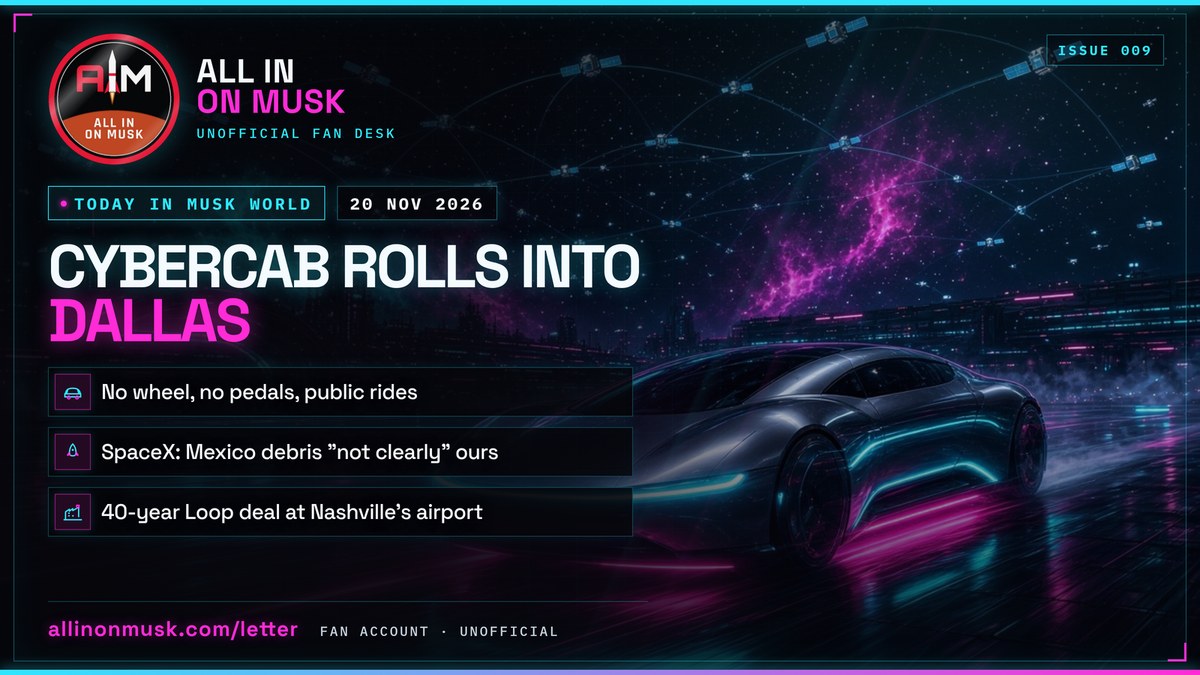 AiM
ALL IN
ON MUSK
ALL IN
ON MUSK
UNOFFICIAL FAN DESK
ISSUE 009
TODAY IN MUSK WORLD
20 NOV 2026
CYBERCAB ROLLS INTO
DALLAS
No wheel, no pedals, public rides
SpaceX: Mexico debris ”not clearly” ours
40-year Loop deal at Nashville’s airport
allinonmusk.com/letter
FAN ACCOUNT · UNOFFICIAL